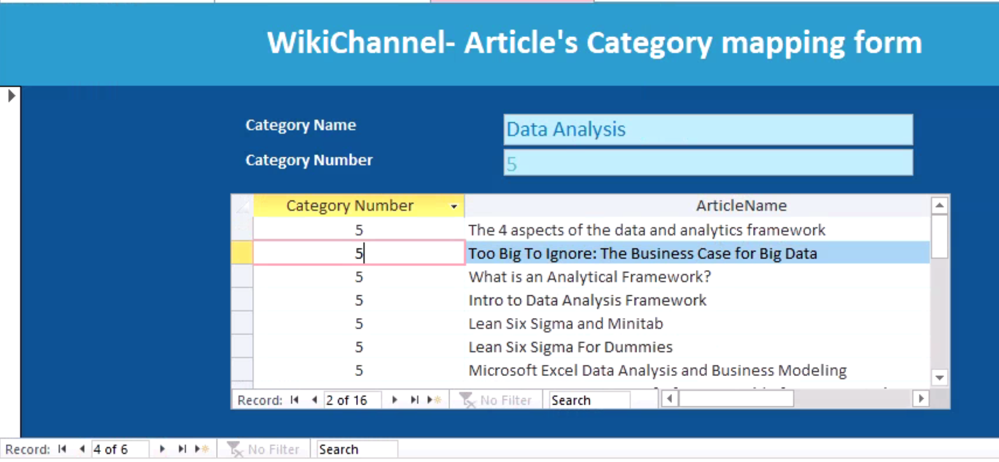 WikiChannel- Article's Category mapping form
Category Name
Data Analysis
Category Number
5
Category Number ArticleName
5 The 4 aspects of the data and analytics framework
5 Too Big To Ignore: The Business Case for Big Data
5 What is an Analytical Framework?
5 Intro to Data Analysis Framework
5 Lean Six Sigma and Minitab
5 Lean Six Sigma For Dummies
5 Microsoft Excel Data Analysis and Business Modeling
Record: 2 of 16 No Filter Search
Record: 4 of 6 No Filter Search